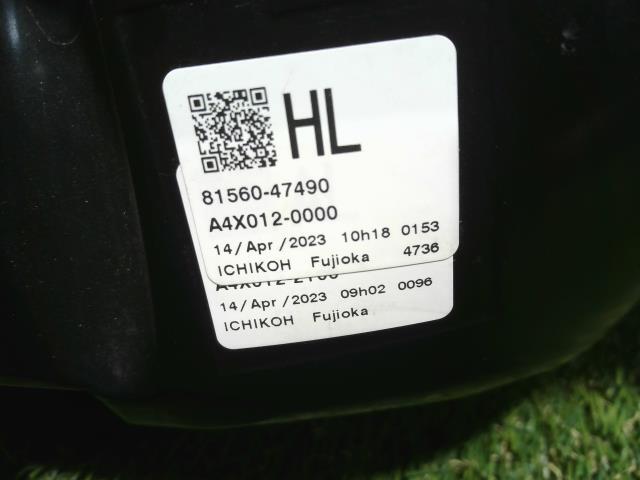 HL
81560-47490
A4X012-0000
14/Apr/2023 10h18 0153
ICHIKOH Fujioka 4736
14/Apr/2023 09h02 0096
ICHIKOH Fujioka